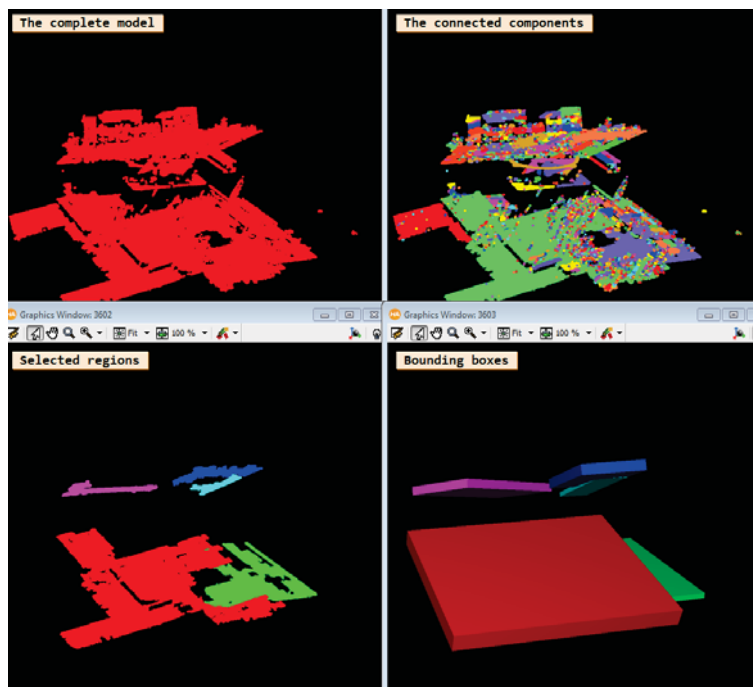 The complete model
The connected components
Graphics Window: 3602
Graphics Window: 3603
Fit
100 %
Fit
100 %
Selected regions
Bounding boxes